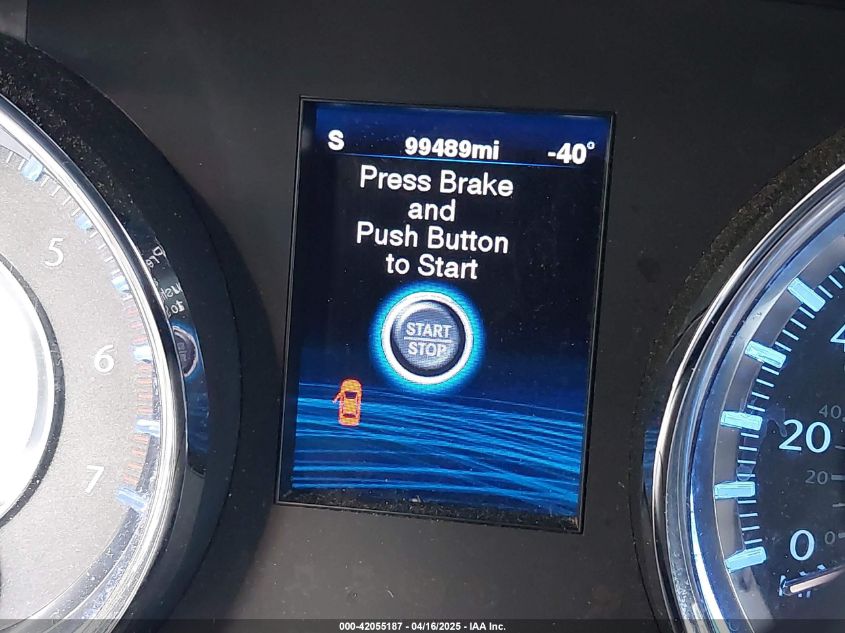 S 99489mi -40°
Press Brake
and
Push Button
to Start
START
STOP
5
6
7
40
20
20
0
0
000-42055187 - 04/16/2025 - IAA Inc.